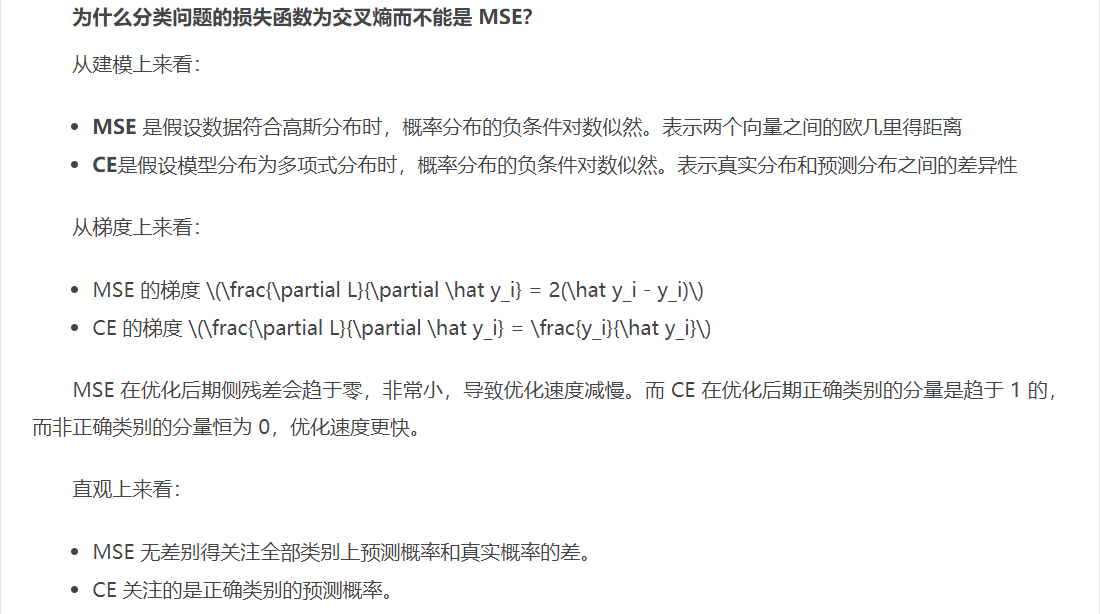 为什么分类问题的损失函数为交叉熵而不能是 MSE？
从建模上来看：
• MSE 是假设数据符合高斯分布时，概率分布的负条件对数似然。表示两个向量之间的欧几里得距离
• CE是假设模型分布为多项式分布时，概率分布的负条件对数似然。表示真实分布和预测分布之间的差异性
从梯度上来看：
• MSE 的梯度 \(\frac{\partial L}{\partial \hat y_i} = 2(\hat y_i - y_i)\)
• CE 的梯度 \(\frac{\partial L}{\partial \hat y_i} = \frac{y_i}{\hat y_i}\)
MSE 在优化后期侧残差会趋于零，非常小，导致优化速度减慢。而 CE 在优化后期正确类别的分量是趋于 1 的，
而非正确类别的分量恒为 0，优化速度更快。
直观上来看：
• MSE 无差别得关注全部类别上预测概率和真实概率的差。
• CE 关注的是正确类别的预测概率。